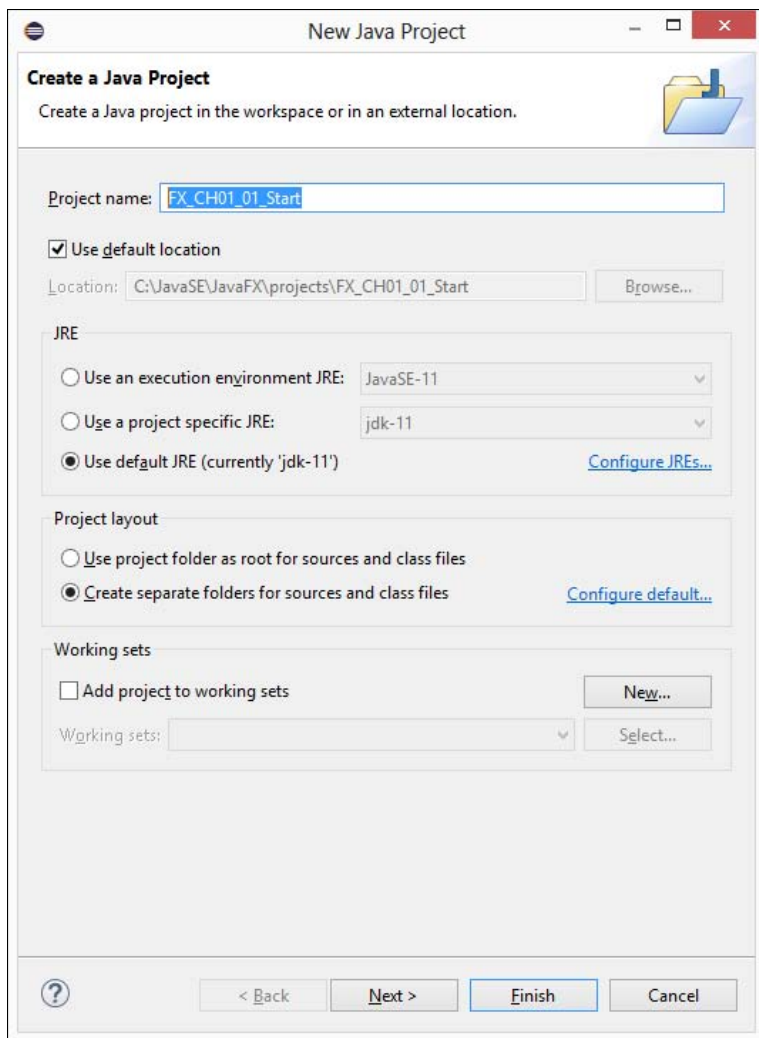 New Java Project
Create a Java Project
Create a Java project in the workspace or in an external location.
Project name: FX_CH01_01_Start
Use default location
Location: C:\JavaSE\JavaFX\projects\FX_CH01_01_Start Browse...
JRE
Use an execution environment JRE: JavaSE-11
Use a project specific JRE: jdk-11
Use default JRE (currently 'jdk-11') Configure JREs...
Project layout
Use project folder as root for sources and class files
Create separate folders for sources and class files Configure default...
Working sets
Add project to working sets New...
Working sets: Select...
? < Back Next > Finish Cancel